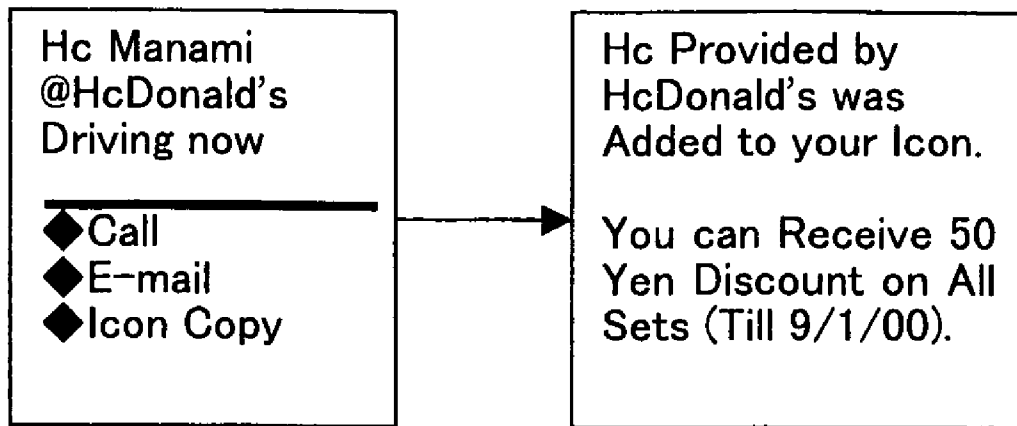 Hc Manami
@HcDonald's
Driving now
◆Call
◆E-mail
◆Icon Copy
Hc Provided by
HcDonald's was
Added to your Icon.
You can Receive 50
Yen Discount on All
Sets (Till 9/1/00).